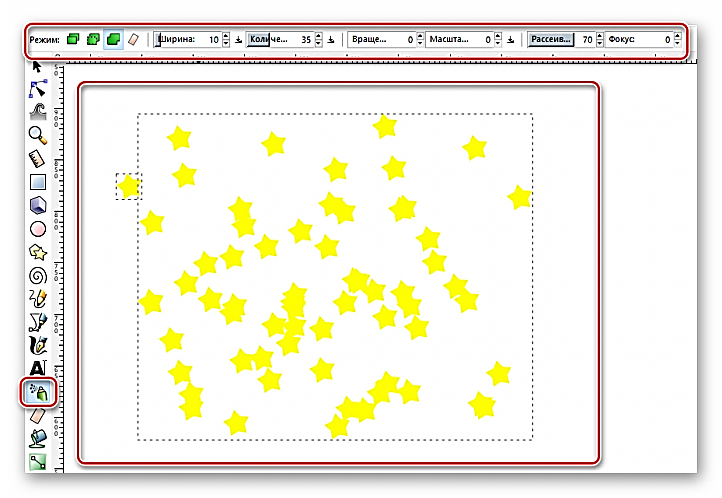 Режим: Ширина: 10 Количе... 35 Враще... 0 Масшта... 0 Рассеив... 70 Фокус: 0